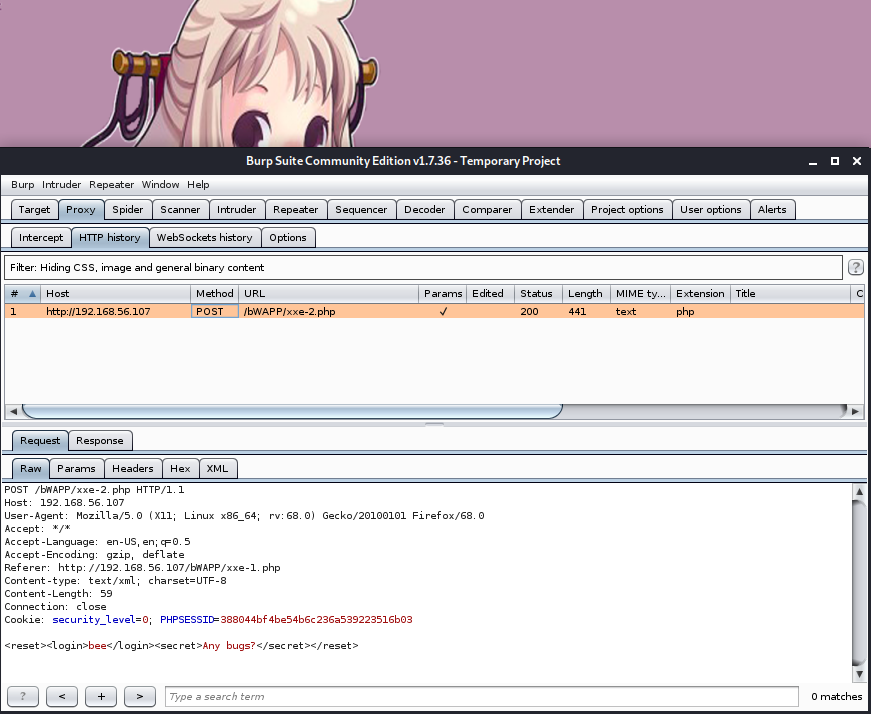 Burp Suite Community Edition v1.7.36 - Temporary Project
Burp Intruder Repeater Window Help
Target Proxy Spider Scanner Intruder Repeater Sequencer Decoder Comparer Extender Project options User options Alerts
Intercept HTTP history WebSockets history Options
Filter: Hiding CSS, image and general binary content ?
# Host Method URL Params Edited Status Length MIME ty... Extension Title C
1 http://192.168.56.107 POST /bWAPP/xxe-2.php ✓ 200 441 text php
Request Response
Raw Params Headers Hex XML
POST /bWAPP/xxe-2.php HTTP/1.1
Host: 192.168.56.107
User-Agent: Mozilla/5.0 (X11; Linux x86_64; rv:68.0) Gecko/20100101 Firefox/68.0
Accept: */*
Accept-Language: en-US,en;q=0.5
Accept-Encoding: gzip, deflate
Referer: http://192.168.56.107/bWAPP/xxe-1.php
Content-type: text/xml; charset=UTF-8
Content-Length: 59
Connection: close
Cookie: security_level=0; PHPSESSID=388044bf4be54b6c236a539223516b03
<reset><login>bee</login><secret>Any bugs?</secret></reset>
? < + > Type a search term 0 matches